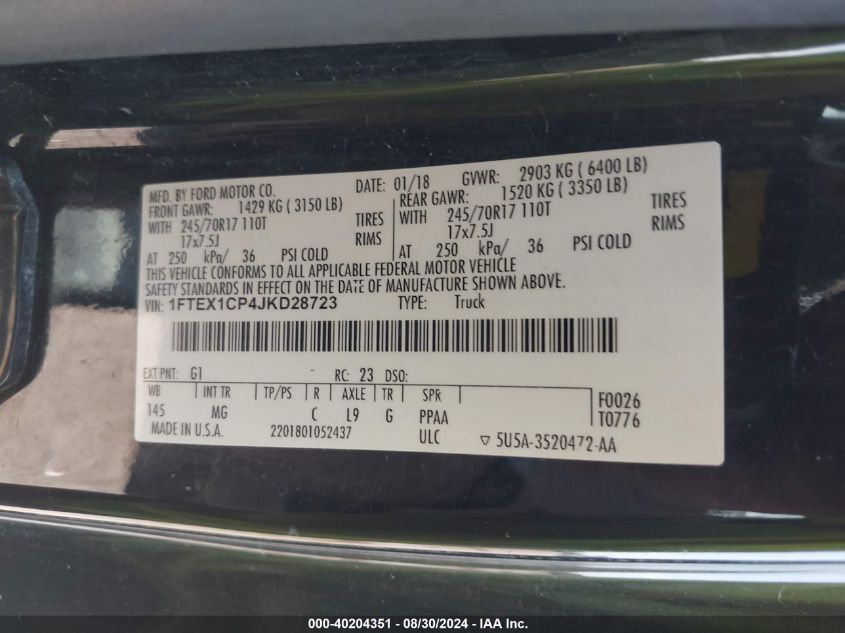 MFD. BY FORD MOTOR CO. DATE: 01/18 GVWR: 2903 KG ( 6400 LB)
FRONT GAWR: 1429 KG ( 3150 LB) REAR GAWR: 1520 KG ( 3350 LB)
WITH 245/70R17 110T TIRES WITH 245/70R17 110T TIRES
17x7.5J RIMS 17x7.5J RIMS
AT 250 kPa/ 36 PSI COLD AT 250 kPa/ 36 PSI COLD
THIS VEHICLE CONFORMS TO ALL APPLICABLE FEDERAL MOTOR VEHICLE
SAFETY STANDARDS IN EFFECT ON THE DATE OF MANUFACTURE SHOWN ABOVE.
VIN: 1FTEX1CP4JKD28723 TYPE: Truck
EXT PNT: G1 RC: 23 DSO:
WB INT TR TP/PS R AXLE TR SPR F0026
145 MG C L9 G PPAA T0776
MADE IN U.S.A. 2201801052437 ULC ▽ 5U5A-3520472-AA
000-40204351 - 08/30/2024 - IAA Inc.